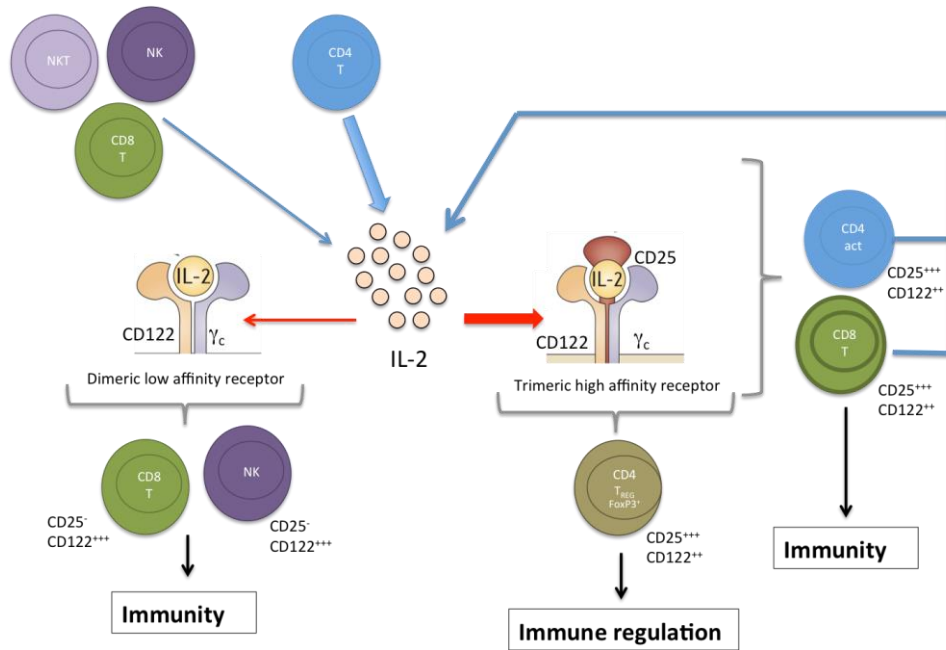 NKT
NK
CD8
T
CD4
T
IL-2
CD122
γc
Dimeric low affinity receptor
IL-2
CD25
IL-2
CD122
γc
Trimeric high affinity receptor
CD4
act
CD25+++
CD122++
CD8
T
CD25+++
CD122++
CD8
T
NK
CD25-
CD122+++
CD25-
CD122+++
CD4
TREG
FoxP3+
CD25+++
CD122++
Immunity
Immunity
Immune regulation